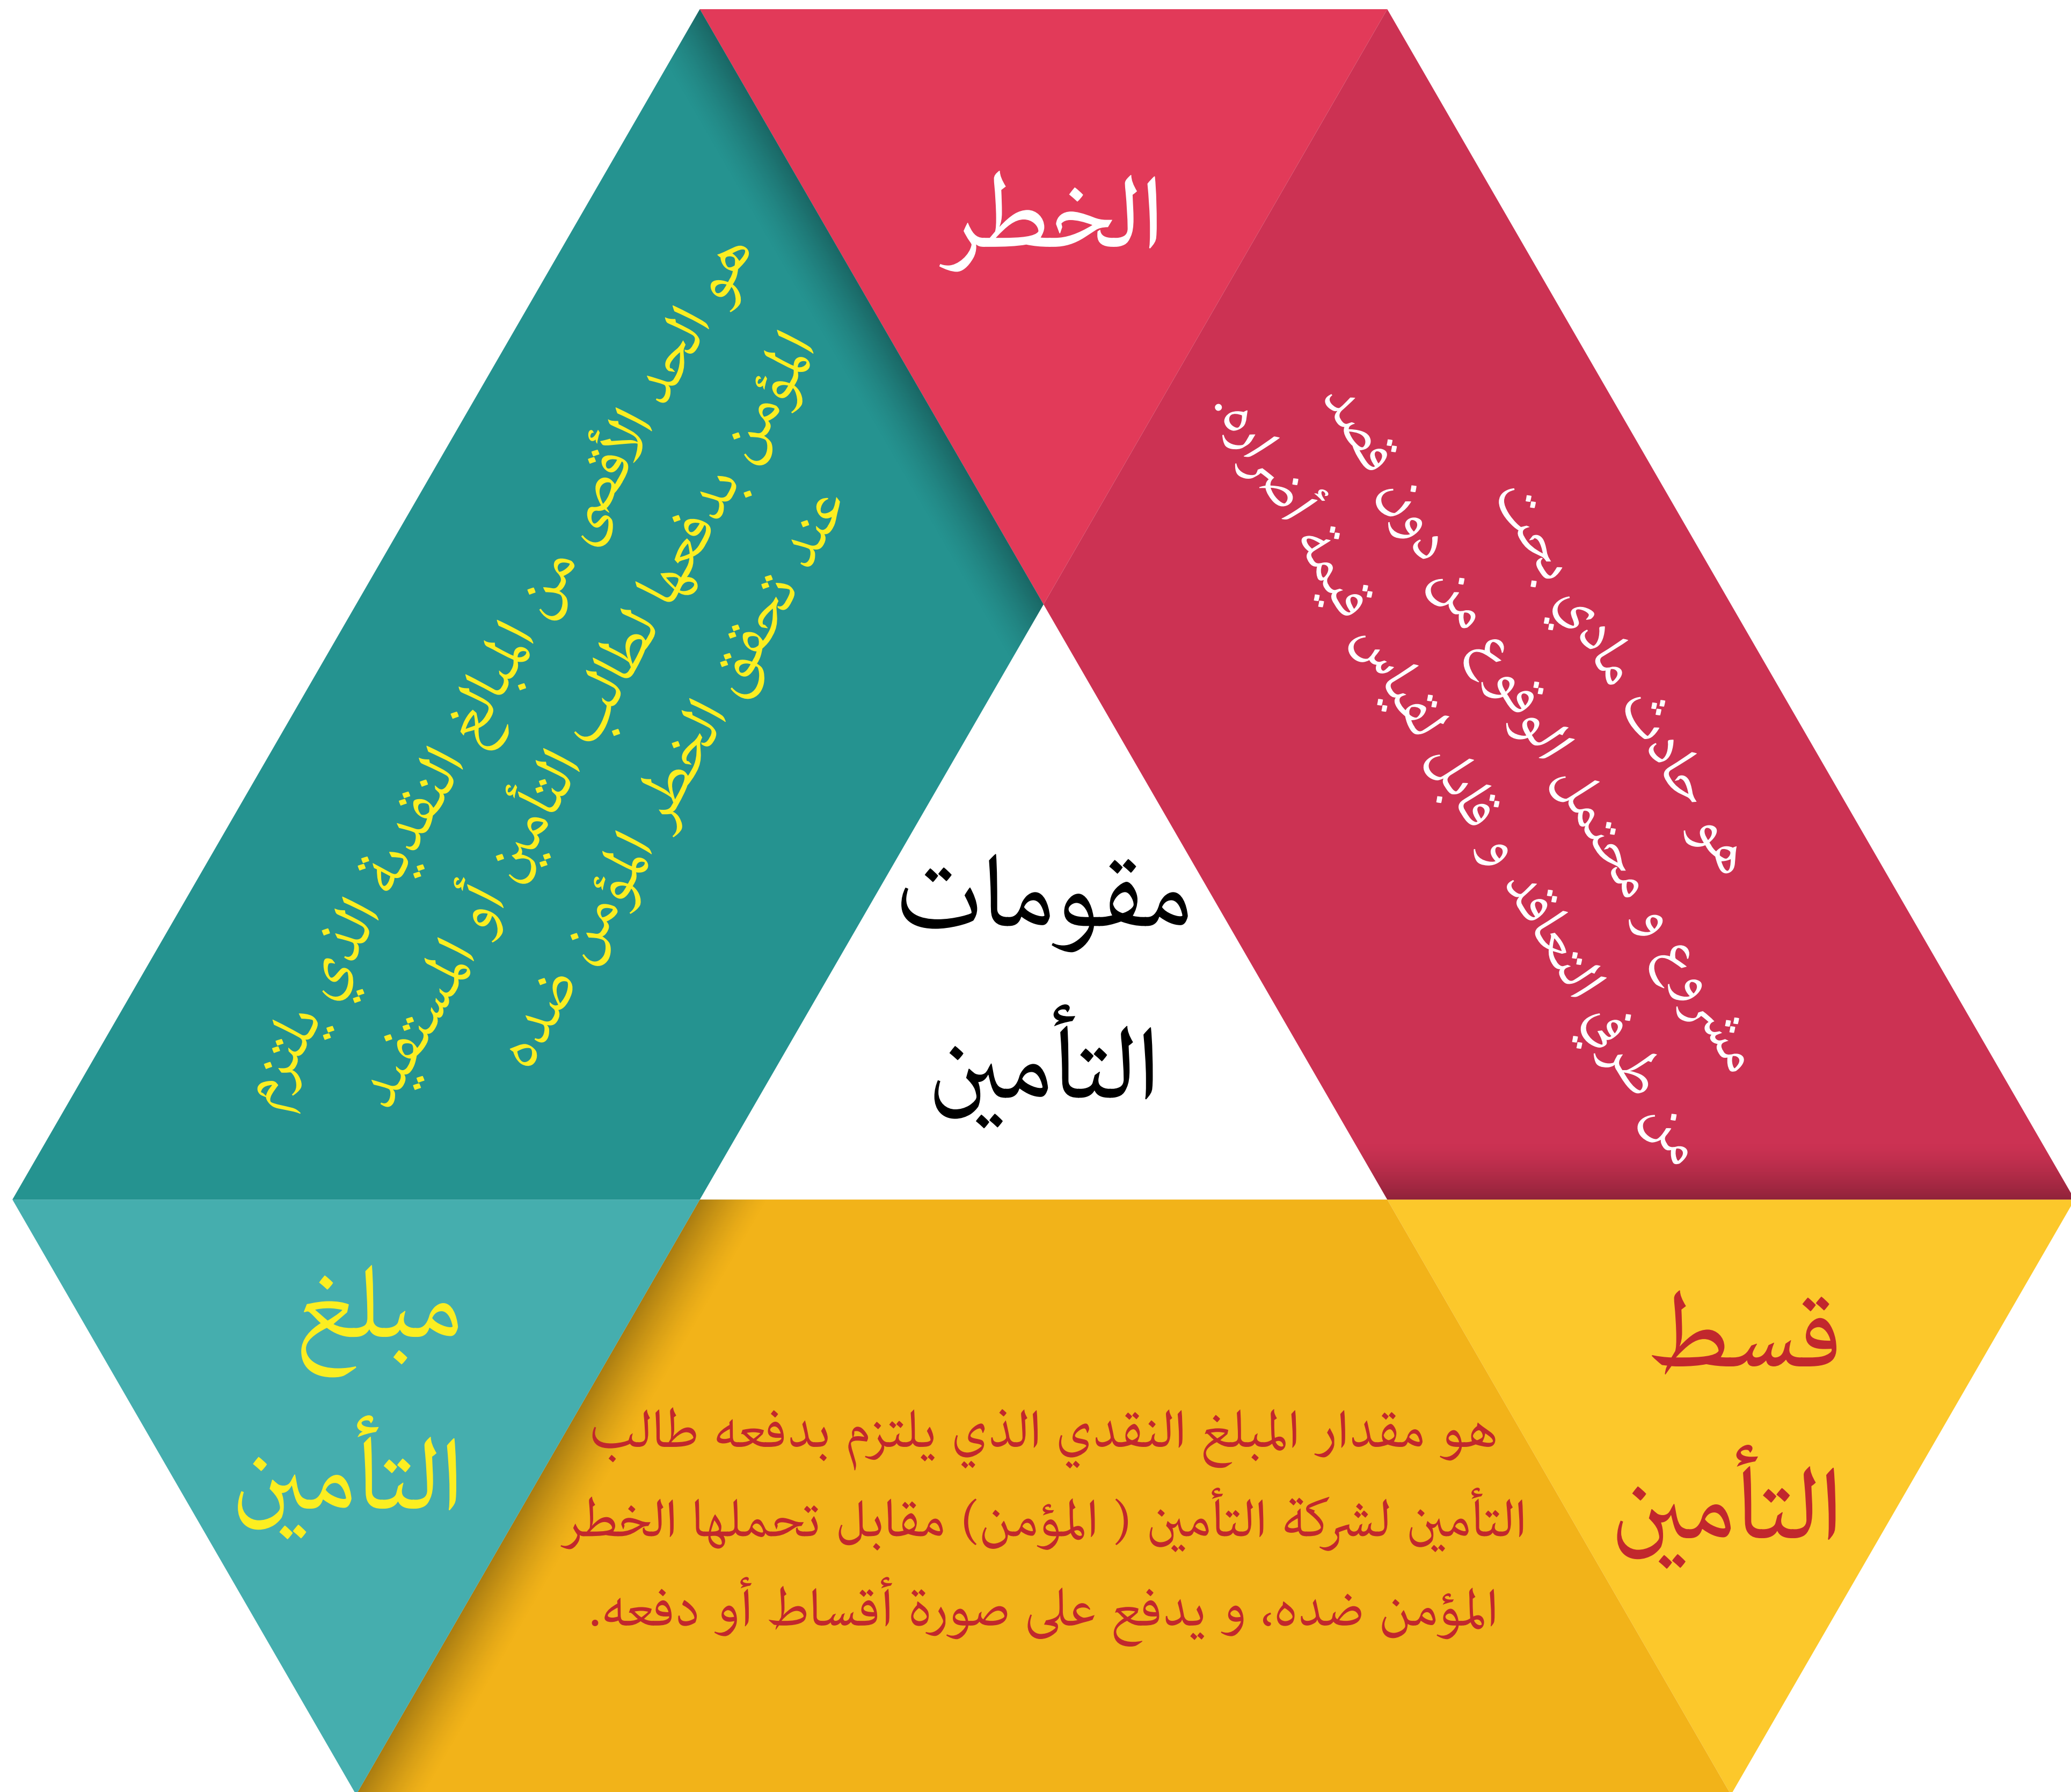 مقومات
التأمين
الخطر
هو حادث مادي بحث
مشروع و محتمل الوقوع من دون قصد
من طرفي التعاقد و قابل لقياس قيمة أضراره.
قسط
التأمين
هو مقدار المبلغ النقدي الذي يلتزم بدفعه طالب
التأمين لشركة التأمين ( المؤمن) مقابل تحملها الخطر
المؤمن ضده، و يدفع على صوة أقساط أو دفعه.
مبلغ
التأمين
هو الحد الأقصى من المبالغ النقدية الذي يلتزم
المؤمن بدفعها لطالب التأمين أو المستفيد
عند تحقق الخطر المؤمن ضده